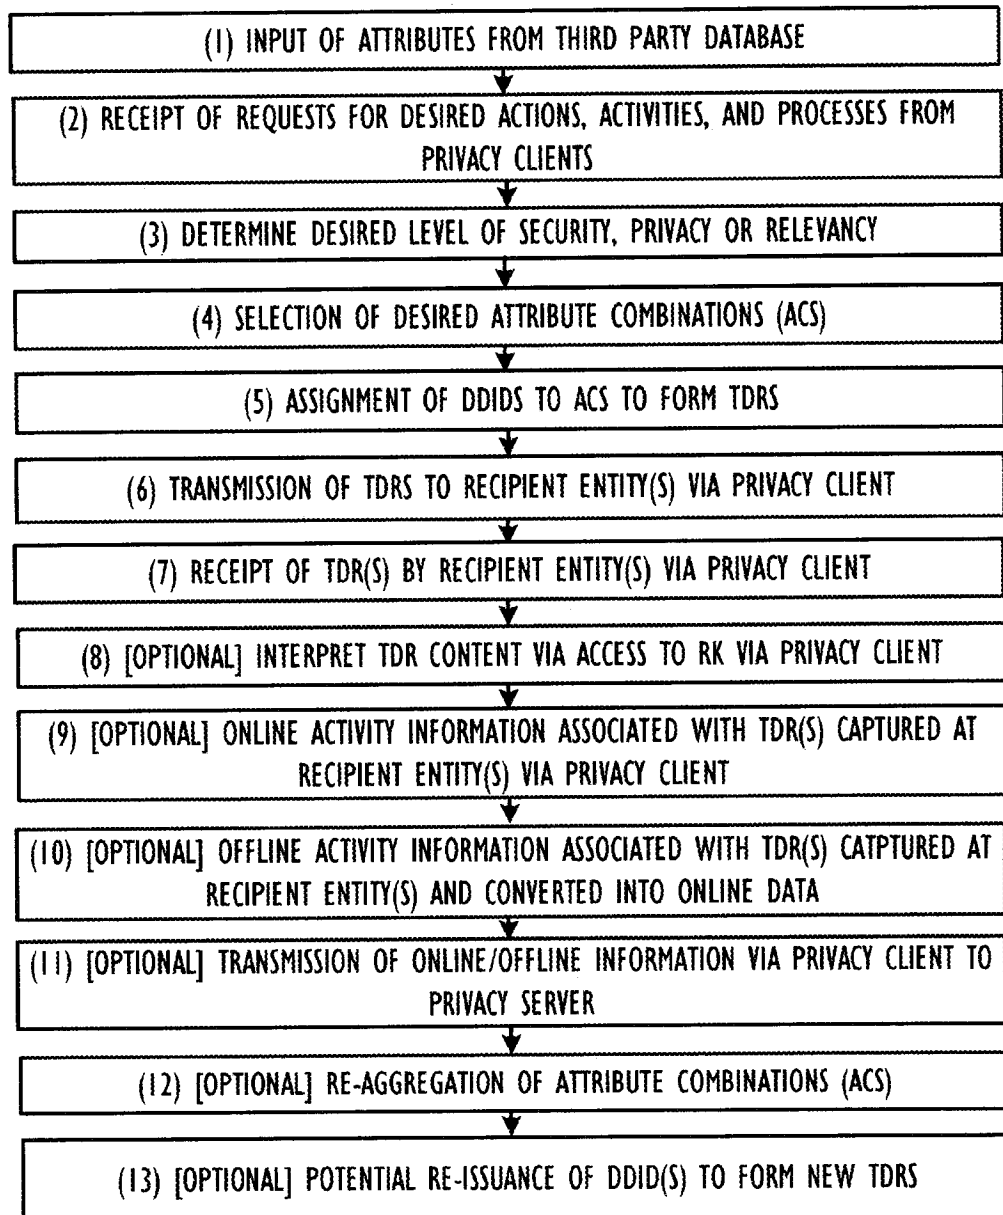 (1) INPUT OF ATTRIBUTES FROM THIRD PARTY DATABASE
(2) RECEIPT OF REQUESTS FOR DESIRED ACTIONS, ACTIVITIES, AND PROCESSES FROM
PRIVACY CLIENTS
(3) DETERMINE DESIRED LEVEL OF SECURITY, PRIVACY OR RELEVANCY
(4) SELECTION OF DESIRED ATTRIBUTE COMBINATIONS (ACS)
(5) ASSIGNMENT OF DDIDS TO ACS TO FORM TDRS
(6) TRANSMISSION OF TDRS TO RECIPIENT ENTITY(S) VIA PRIVACY CLIENT
(7) RECEIPT OF TDR(S) BY RECIPIENT ENTITY(S) VIA PRIVACY CLIENT
(8) [OPTIONAL] INTERPRET TDR CONTENT VIA ACCESS TO RK VIA PRIVACY CLIENT
(9) [OPTIONAL] ONLINE ACTIVITY INFORMATION ASSOCIATED WITH TDR(S) CAPTURED AT
RECIPIENT ENTITY(S) VIA PRIVACY CLIENT
(10) [OPTIONAL] OFFLINE ACTIVITY INFORMATION ASSOCIATED WITH TDR(S) CATPTURED AT
RECIPIENT ENTITY(S) AND CONVERTED INTO ONLINE DATA
(11) [OPTIONAL] TRANSMISSION OF ONLINE/OFFLINE INFORMATION VIA PRIVACY CLIENT TO
PRIVACY SERVER
(12) [OPTIONAL] RE-AGGREGATION OF ATTRIBUTE COMBINATIONS (ACS)
(13) [OPTIONAL] POTENTIAL RE-ISSUANCE OF DDID(S) TO FORM NEW TDRS